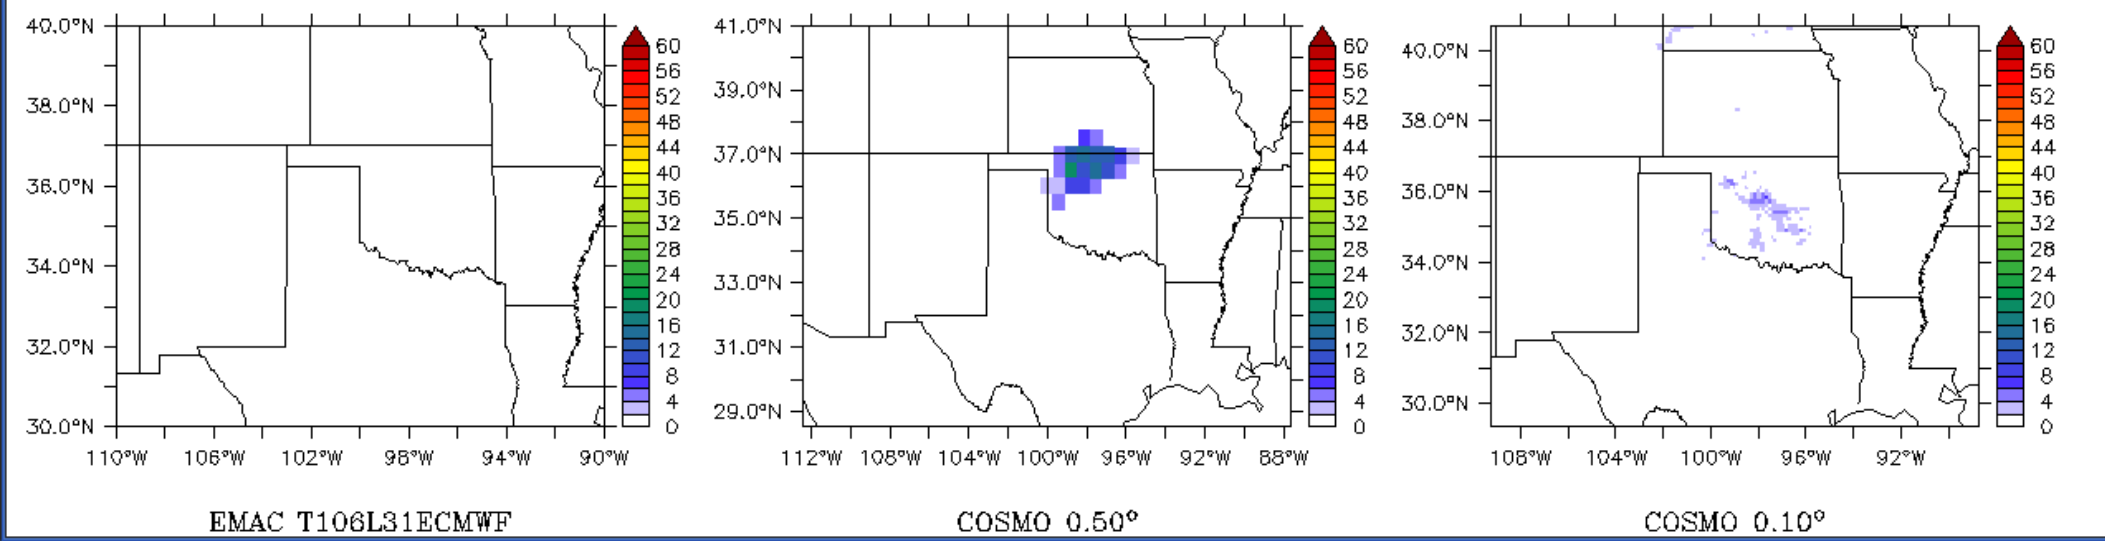 40.0°N
38.0°N
36.0°N
34.0°N
32.0°N
30.0°N
110°W 106°W 102°W 98°W 94°W 90°W
60
56
52
48
44
40
36
32
28
24
20
16
12
8
4
0
EMAC T106L31ECMWF
41.0°N
39.0°N
37.0°N
35.0°N
33.0°N
31.0°N
29.0°N
112°W 108°W 104°W 100°W 96°W 92°W 88°W
60
56
52
48
44
40
36
32
28
24
20
16
12
8
4
0
COSMO 0.50°
40.0°N
38.0°N
36.0°N
34.0°N
32.0°N
30.0°N
108°W 104°W 100°W 96°W 92°W
60
56
52
48
44
40
36
32
28
24
20
16
12
8
4
0
COSMO 0.10°